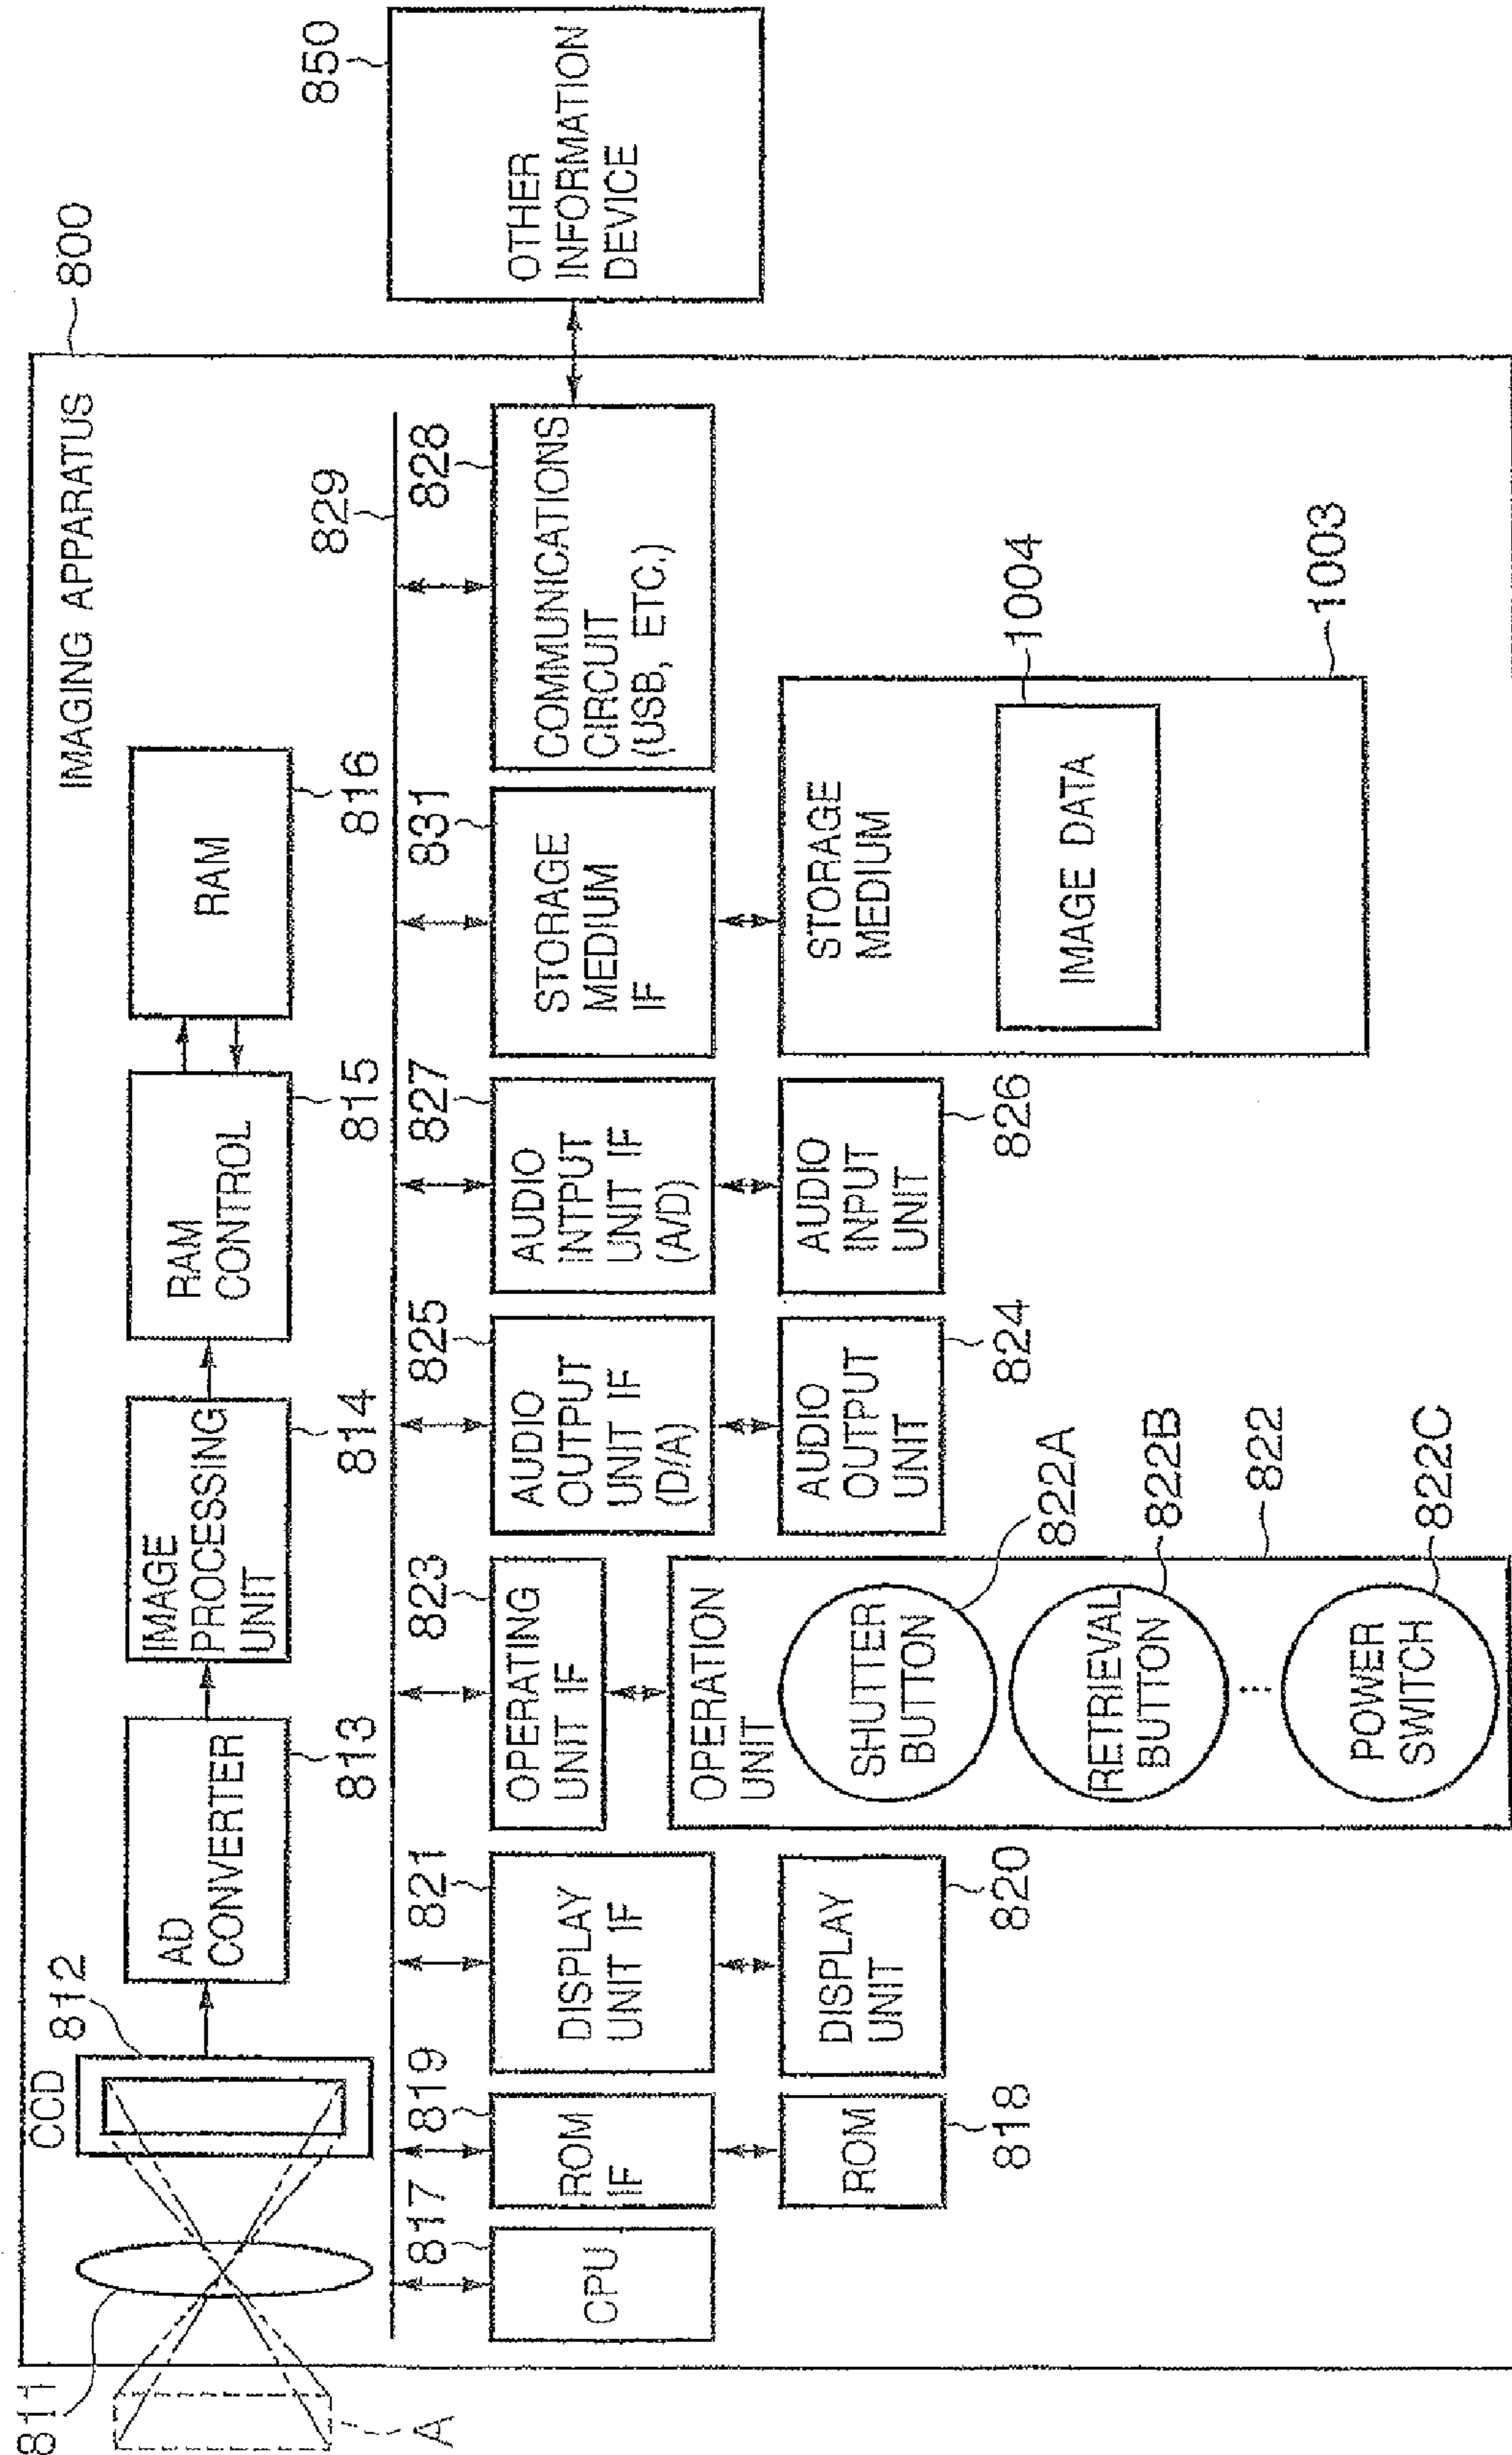 IMAGING APPARATUS
800
850
OTHER
INFORMATION
DEVICE
811
A
CCD
812
AD
CONVERTER
813
IMAGE
PROCESSING
UNIT
814
RAM
CONTROL
815
RAM
816
829
817
CPU
819
ROM
IF
ROM
818
821
DISPLAY
UNIT IF
DISPLAY
UNIT
820
823
OPERATING
UNIT IF
OPERATION
UNIT
SHUTTER
BUTTON
822A
RETRIEVAL
BUTTON
822B
822
POWER
SWITCH
822C
825
AUDIO
OUTPUT
UNIT IF
(D/A)
AUDIO
OUTPUT
UNIT
824
827
AUDIO
INTPUT
UNIT IF
(A/D)
AUDIO
INPUT
UNIT
826
831
STORAGE
MEDIUM
IF
STORAGE
MEDIUM
IMAGE DATA
1004
1003
828
COMMUNICATIONS
CIRCUIT
(USB, ETC.)